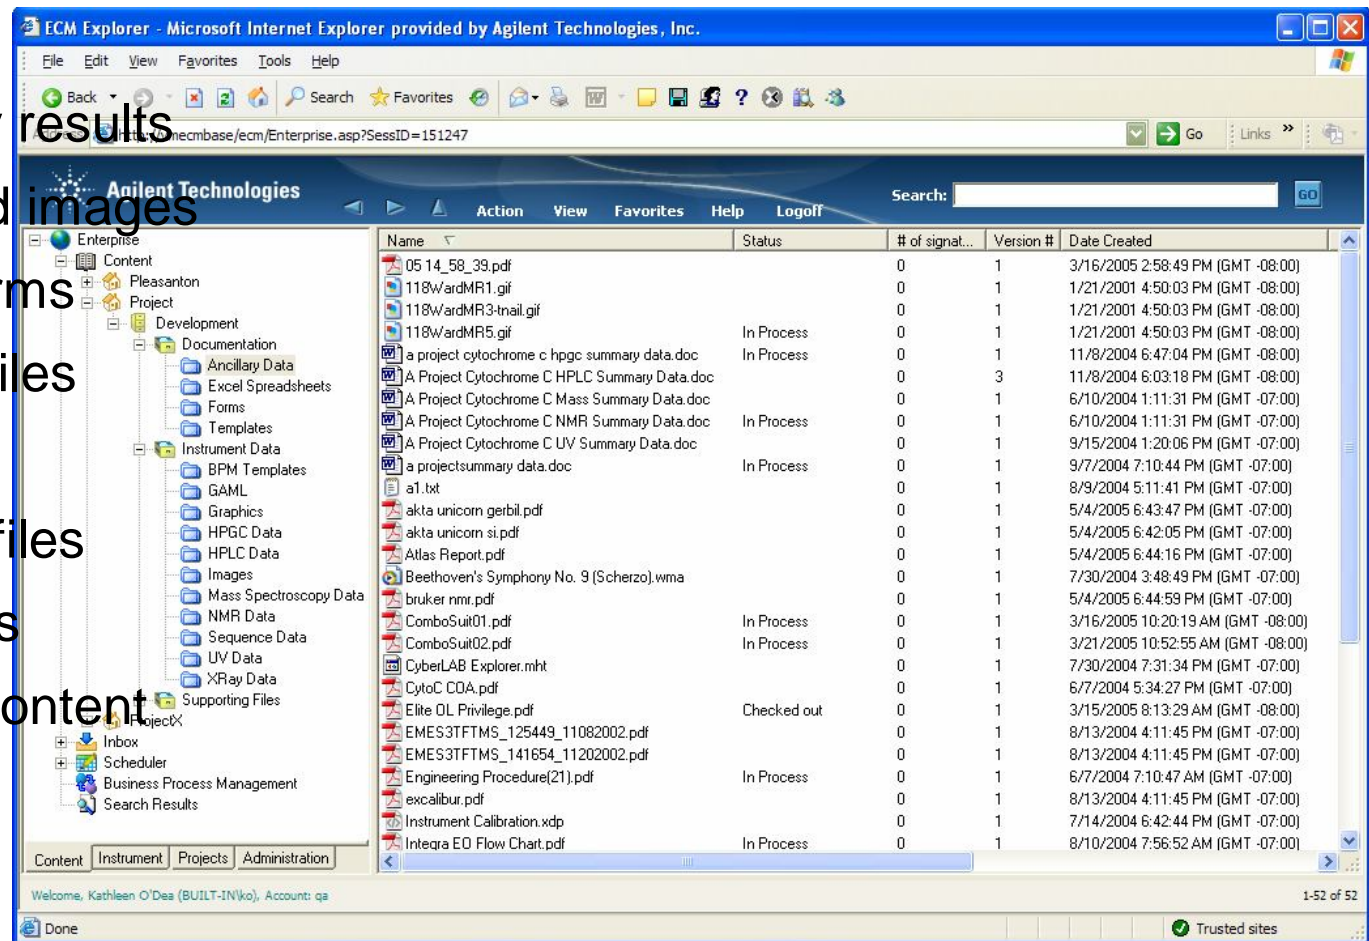 ECM Explorer - Microsoft Internet Explorer provided by Agilent Technologies, Inc.
File Edit View Favorites Tools Help
Back Search Favorites
results
http://vmecmbase/ecm/Enterprise.asp?SessID=151247 Go Links »
Agilent Technologies
images
Action View Favorites Help Logoff Search: GO
Enterprise
Content
Pleasanton
rms
Project
Development
Documentation
Ancillary Data
iles
Excel Spreadsheets
Forms
Templates
Instrument Data
BPM Templates
GAML
Graphics
HPGC Data
files
HPLC Data
Images
Mass Spectroscopy Data
NMR Data
s
Sequence Data
UV Data
XRay Data
Supporting Files
ontent
ProjectX
Inbox
Scheduler
Business Process Management
Search Results
Content Instrument Projects Administration
Name Status # of signat... Version # Date Created
05 14_58_39.pdf 0 1 3/16/2005 2:58:49 PM (GMT -08:00)
118WardMR1.gif 0 1 1/21/2001 4:50:03 PM (GMT -08:00)
118WardMR3-tnail.gif 0 1 1/21/2001 4:50:03 PM (GMT -08:00)
118WardMR5.gif In Process 0 1 1/21/2001 4:50:03 PM (GMT -08:00)
a project cytochrome c hpgc summary data.doc In Process 0 1 11/8/2004 6:47:04 PM (GMT -08:00)
A Project Cytochrome C HPLC Summary Data.doc 0 3 11/8/2004 6:03:18 PM (GMT -08:00)
A Project Cytochrome C Mass Summary Data.doc 0 1 6/10/2004 1:11:31 PM (GMT -07:00)
A Project Cytochrome C NMR Summary Data.doc In Process 0 1 6/10/2004 1:11:31 PM (GMT -07:00)
A Project Cytochrome C UV Summary Data.doc 0 1 9/15/2004 1:20:06 PM (GMT -07:00)
a projectsummary data.doc In Process 0 1 9/7/2004 7:10:44 PM (GMT -07:00)
a1.txt 0 1 8/9/2004 5:11:41 PM (GMT -07:00)
akta unicorn gerbil.pdf 0 1 5/4/2005 6:43:47 PM (GMT -07:00)
akta unicorn si.pdf 0 1 5/4/2005 6:42:05 PM (GMT -07:00)
Atlas Report.pdf 0 1 5/4/2005 6:44:16 PM (GMT -07:00)
Beethoven's Symphony No. 9 (Scherzo).wma 0 1 7/30/2004 3:48:49 PM (GMT -07:00)
bruker nmr.pdf 0 1 5/4/2005 6:44:59 PM (GMT -07:00)
ComboSuit01.pdf In Process 0 1 3/16/2005 10:20:19 AM (GMT -08:00)
ComboSuit02.pdf In Process 0 1 3/21/2005 10:52:55 AM (GMT -08:00)
CyberLAB Explorer.mht 0 1 7/30/2004 7:31:34 PM (GMT -07:00)
CytoC COA.pdf 0 1 6/7/2004 5:34:27 PM (GMT -07:00)
Elite OL Privilege.pdf Checked out 0 1 3/15/2005 8:13:29 AM (GMT -08:00)
EMES3TFTMS_125449_11082002.pdf 0 1 8/13/2004 4:11:45 PM (GMT -07:00)
EMES3TFTMS_141654_11202002.pdf 0 1 8/13/2004 4:11:45 PM (GMT -07:00)
Engineering Procedure(21).pdf In Process 0 1 6/7/2004 7:10:47 AM (GMT -07:00)
excalibur.pdf 0 1 8/13/2004 4:11:45 PM (GMT -07:00)
Instrument Calibration.xdp 0 1 7/14/2004 6:42:44 PM (GMT -07:00)
Integra EO Flow Chart.pdf In Process 0 1 8/10/2004 7:56:52 AM (GMT -07:00)
Welcome, Kathleen O'Dea (BUILT-IN\ko), Account: qa 1-52 of 52
Done Trusted sites